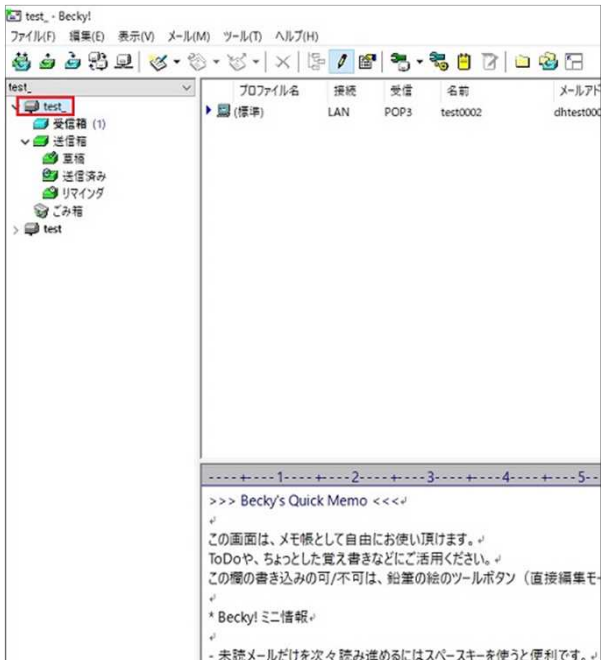 test_ - Becky!
ファイル(F) 編集(E) 表示(V) メール(M) ツール(T) ヘルプ(H)
test_
プロファイル名 接続 受信 名前 メールアド
test_
(標準) LAN POP3 test0002 dhtest000
受信箱 (1)
送信箱
草稿
送信済み
リマインダ
ごみ箱
test
----+----1----+----2----+----3----+----4----+----5--
>>> Becky's Quick Memo <<<↲
↲
この画面は、メモ帳として自由にお使い頂けます。↲
ToDoや、ちょっとした覚え書きなどにご活用ください。↲
この欄の書き込みの可/不可は、鉛筆の絵のツールボタン（直接編集モー
↲
* Becky! ミニ情報↲
↲
- 未読メールだけを次々読み進めるにはスペースキーを使うと便利です。↲